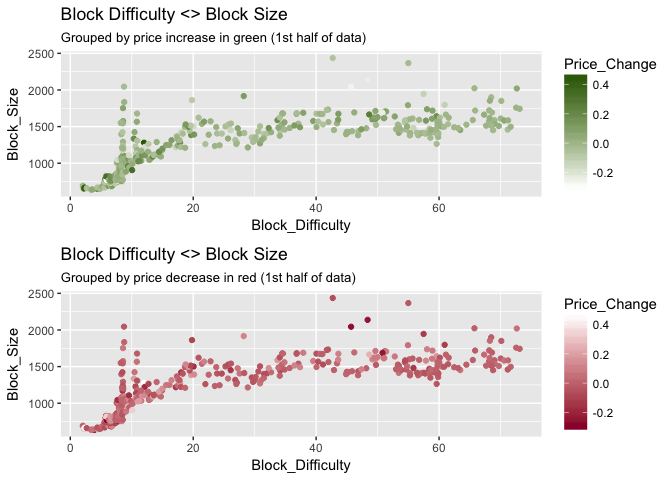 Block Difficulty <> Block Size
Grouped by price increase in green (1st half of data)
2500
2000
1500
1000
Block_Size
0
20
40
60
Block_Difficulty
Price_Change
0.4
0.2
0.0
-0.2
Block Difficulty <> Block Size
Grouped by price decrease in red (1st half of data)
2500
2000
1500
1000
Block_Size
0
20
40
60
Block_Difficulty
Price_Change
0.4
0.2
0.0
-0.2